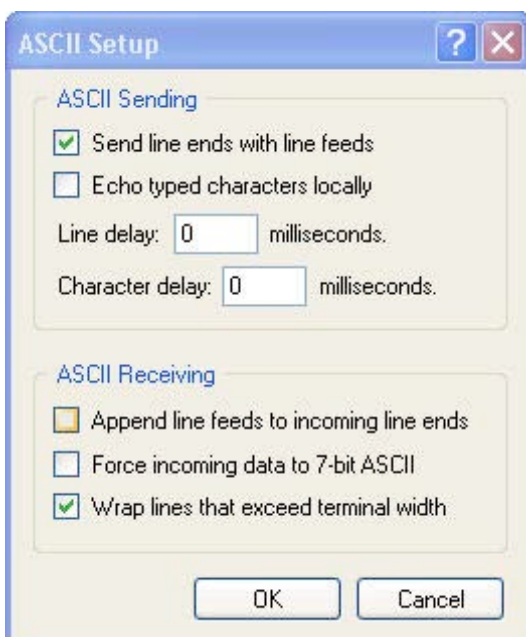 ASCII Setup
ASCII Sending
Send line ends with line feeds
Echo typed characters locally
Line delay: 0 milliseconds.
Character delay: 0 milliseconds.
ASCII Receiving
Append line feeds to incoming line ends
Force incoming data to 7-bit ASCII
Wrap lines that exceed terminal width
OK Cancel